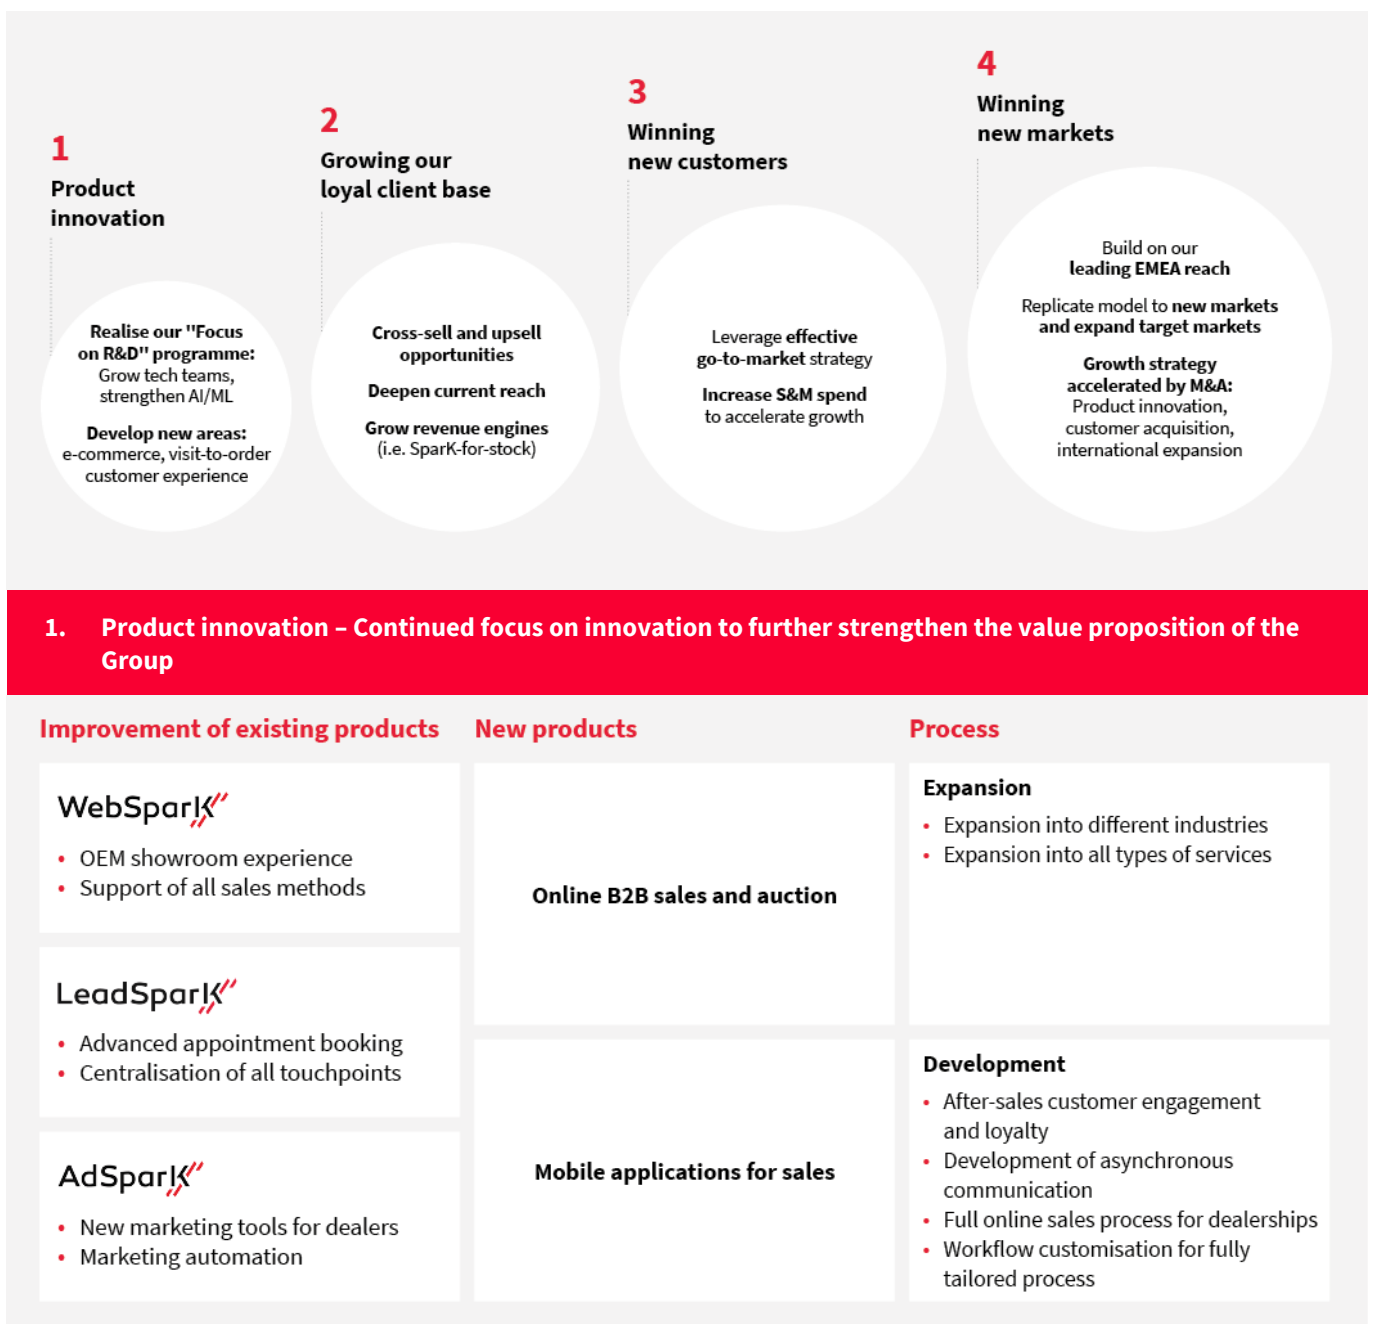 1
Product
innovation
Realise our "Focus
on R&D" programme:
Grow tech teams,
strengthen AI/ML
Develop new areas:
e-commerce, visit-to-order
customer experience
2
Growing our
loyal client base
Cross-sell and upsell
opportunities
Deepen current reach
Grow revenue engines
(i.e. SparK-for-stock)
3
Winning
new customers
Leverage effective
go-to-market strategy
Increase S&M spend
to accelerate growth
4
Winning
new markets
Build on our
leading EMEA reach
Replicate model to new markets
and expand target markets
Growth strategy
accelerated by M&A:
Product innovation,
customer acquisition,
international expansion
1. Product innovation – Continued focus on innovation to further strengthen the value proposition of the
Group
Improvement of existing products
WebSparK
• OEM showroom experience
• Support of all sales methods
LeadSparK
• Advanced appointment booking
• Centralisation of all touchpoints
AdSparK
• New marketing tools for dealers
• Marketing automation
New products
Online B2B sales and auction
Mobile applications for sales
Process
Expansion
• Expansion into different industries
• Expansion into all types of services
Development
• After-sales customer engagement
and loyalty
• Development of asynchronous
communication
• Full online sales process for dealerships
• Workflow customisation for fully
tailored process